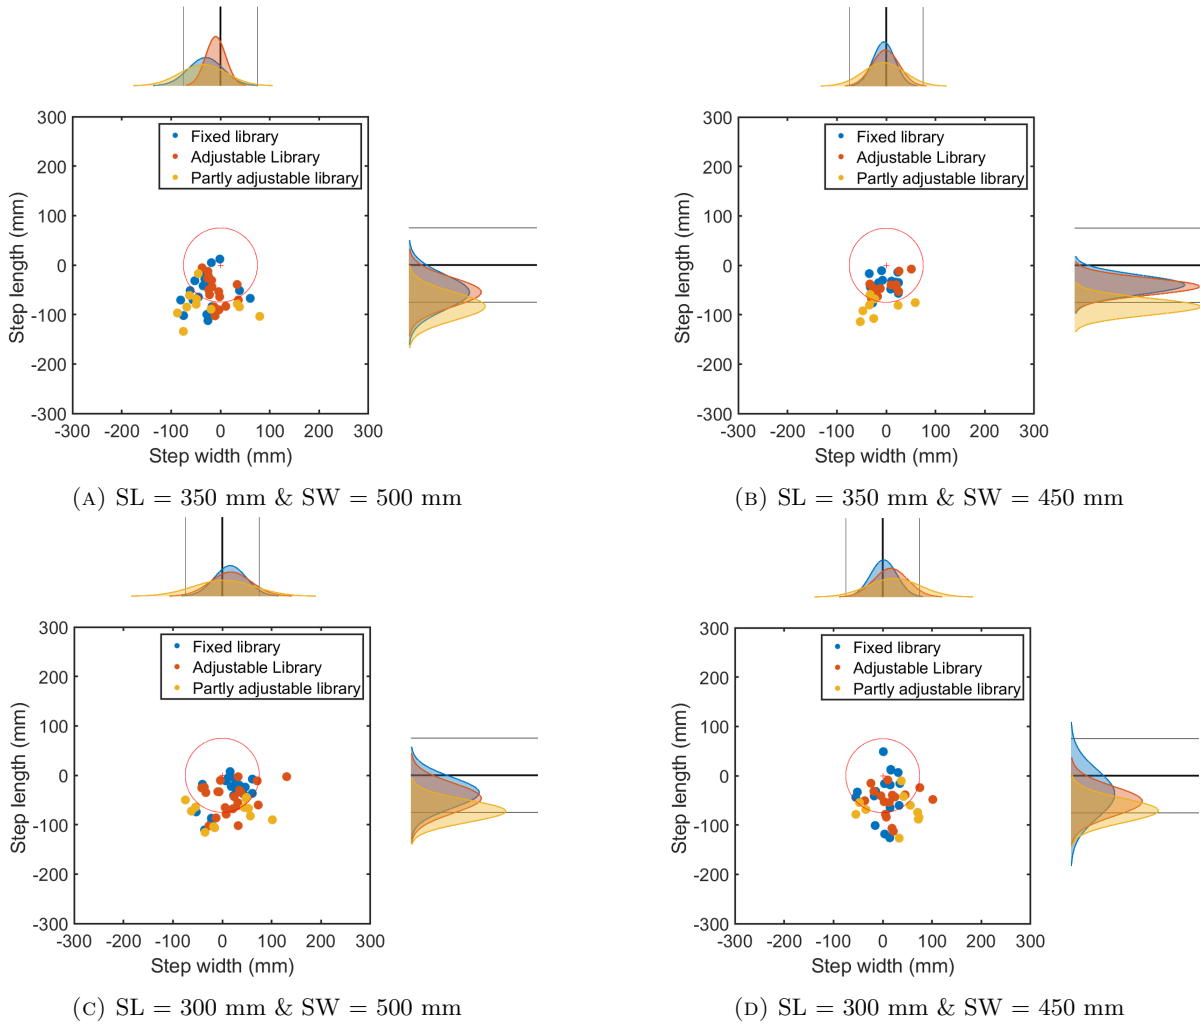 300
200
100
0
-100
-200
-300
-300 -200 -100 0 100 200 300
Step width (mm)
Step length (mm)
Fixed library
Adjustable Library
Partly adjustable library
(A) SL = 350 mm & SW = 500 mm
300
200
100
0
-100
-200
-300
-300 -200 -100 0 100 200 300
Step width (mm)
Step length (mm)
Fixed library
Adjustable Library
Partly adjustable library
(B) SL = 350 mm & SW = 450 mm
300
200
100
0
-100
-200
-300
-300 -200 -100 0 100 200 300
Step width (mm)
Step length (mm)
Fixed library
Adjustable Library
Partly adjustable library
(C) SL = 300 mm & SW = 500 mm
300
200
100
0
-100
-200
-300
-300 -200 -100 0 100 200 300
Step width (mm)
Step length (mm)
Fixed library
Adjustable Library
Partly adjustable library
(D) SL = 300 mm & SW = 450 mm